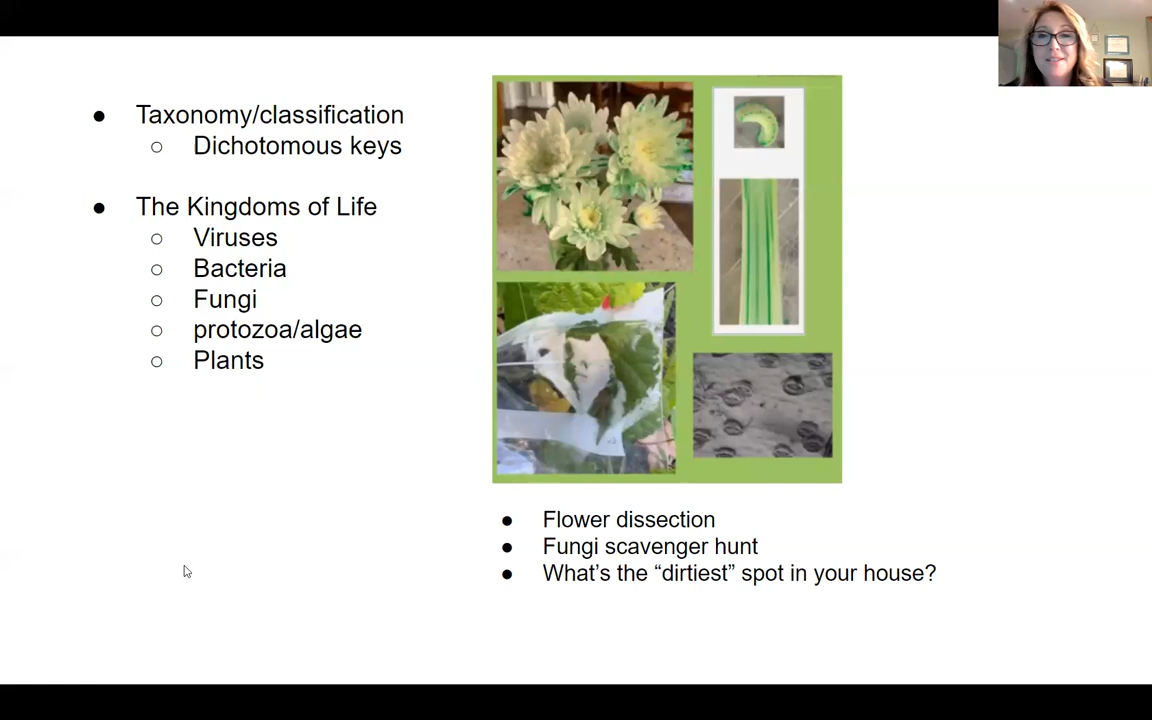 Taxonomy/classification
Dichotomous keys
The Kingdoms of Life
Viruses
Bacteria
Fungi
protozoa/algae
Plants
Flower dissection
Fungi scavenger hunt
What’s the “dirtiest” spot in your house?